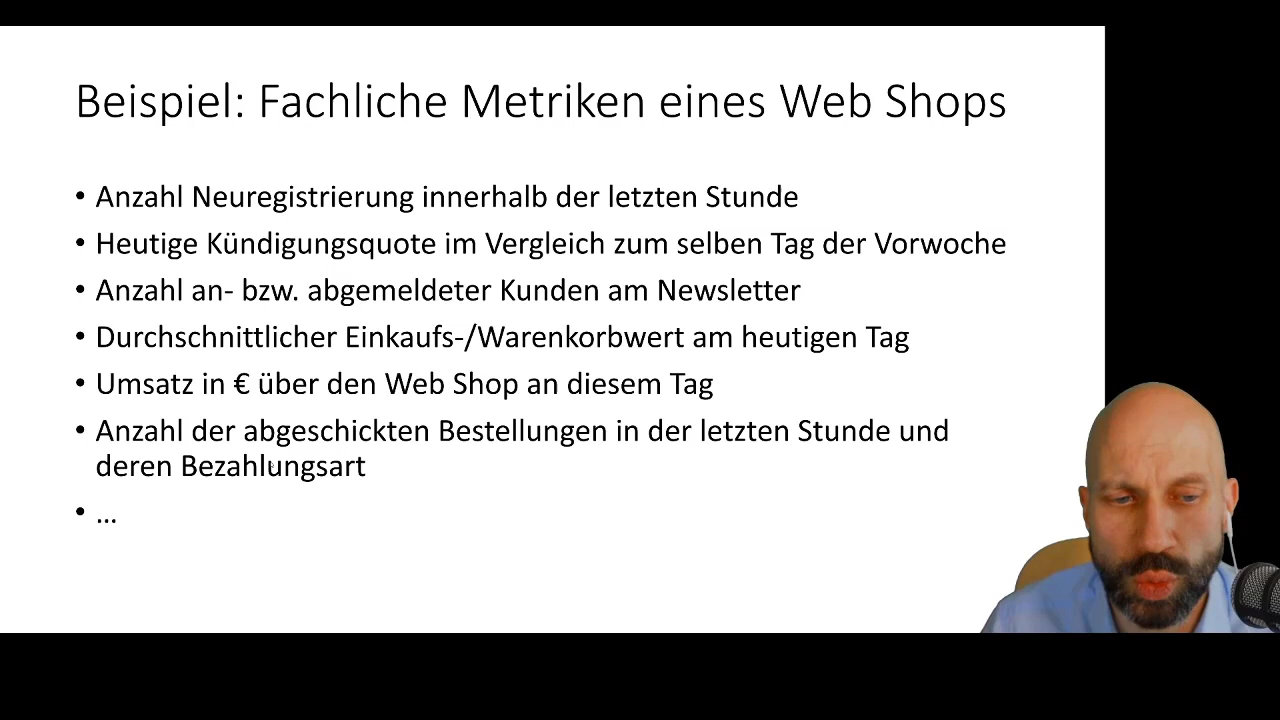 Beispiel: Fachliche Metriken eines Web Shops
• Anzahl Neuregistrierung innerhalb der letzten Stunde
• Heutige Kündigungsquote im Vergleich zum selben Tag der Vorwoche
• Anzahl an- bzw. abgemeldeter Kunden am Newsletter
• Durchschnittlicher Einkaufs-/Warenkorbwert am heutigen Tag
• Umsatz in € über den Web Shop an diesem Tag
• Anzahl der abgeschickten Bestellungen in der letzten Stunde und
deren Bezahlungsart
• ...